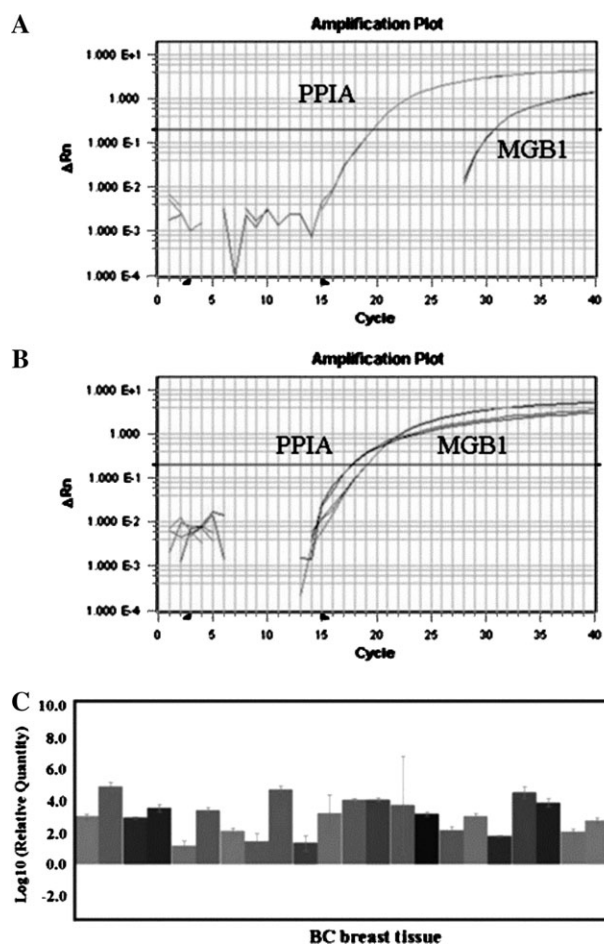 A
Amplification Plot
1.000 E+1
1.000
1.000 E-1
1.000 E-2
1.000 E-3
1.000 E-4
ΔRn
PPIA
MGB1
0 5 10 15 20 25 30 35 40
Cycle
B
Amplification Plot
1.000 E+1
1.000
1.000 E-1
1.000 E-2
1.000 E-3
1.000 E-4
ΔRn
PPIA
MGB1
0 5 10 15 20 25 30 35 40
Cycle
C
10.0
8.0
6.0
4.0
2.0
0.0
-2.0
Log10 (Relative Quantity)
BC breast tissue